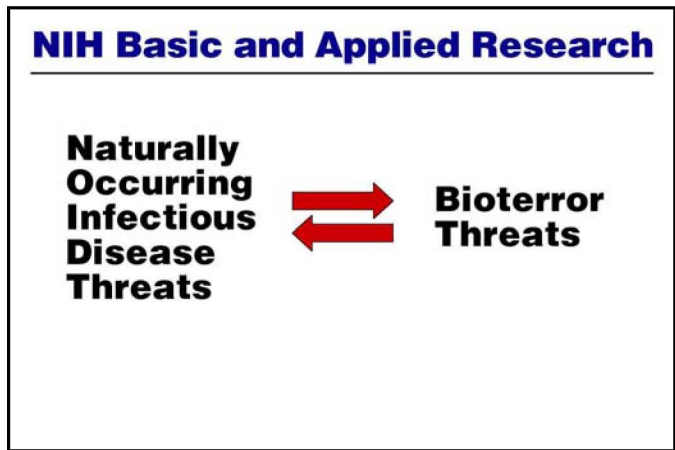 NIH Basic and Applied Research
Naturally
Occurring
Infectious
Disease
Threats
Bioterror
Threats